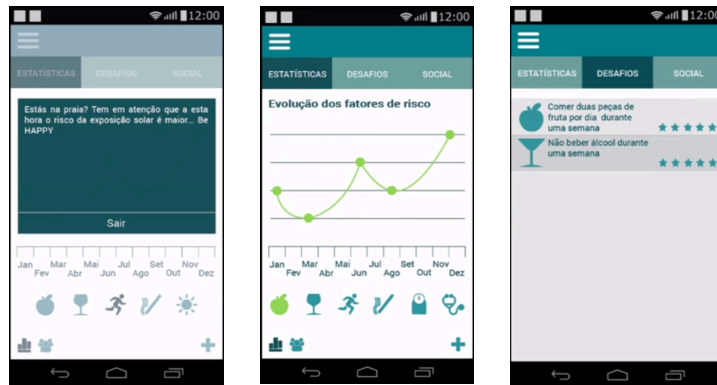 12:00
ESTATÍSTICAS DESAFIOS SOCIAL
Estás na praia? Tem em atenção que a esta
hora o risco da exposição solar é maior... Be
HAPPY
Sair
Jan Mar Mai Jul Set Nov
Fev Abr Jun Ago Out Dez
12:00
ESTATÍSTICAS DESAFIOS SOCIAL
Evolução dos fatores de risco
Jan Mar Mai Jul Set Nov
Fev Abr Jun Ago Out Dez
12:00
ESTATÍSTICAS DESAFIOS SOCIAL
Comer duas peças de
fruta por dia durante
uma semana
Não beber álcool durante
uma semana